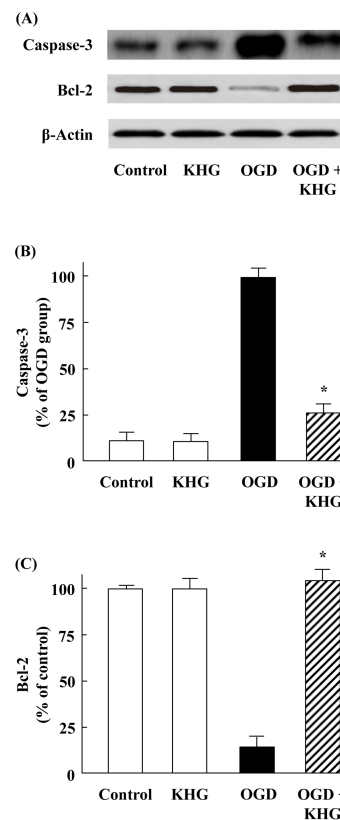 (A)
Caspase-3
Bcl-2
β-Actin
Control KHG OGD OGD +
KHG
(B)
Caspase-3
(% of OGD group)
100
75
50
25
0
*
Control KHG OGD OGD +
KHG
(C)
Bcl-2
(% of control)
100
75
50
25
0
*
Control KHG OGD OGD +
KHG